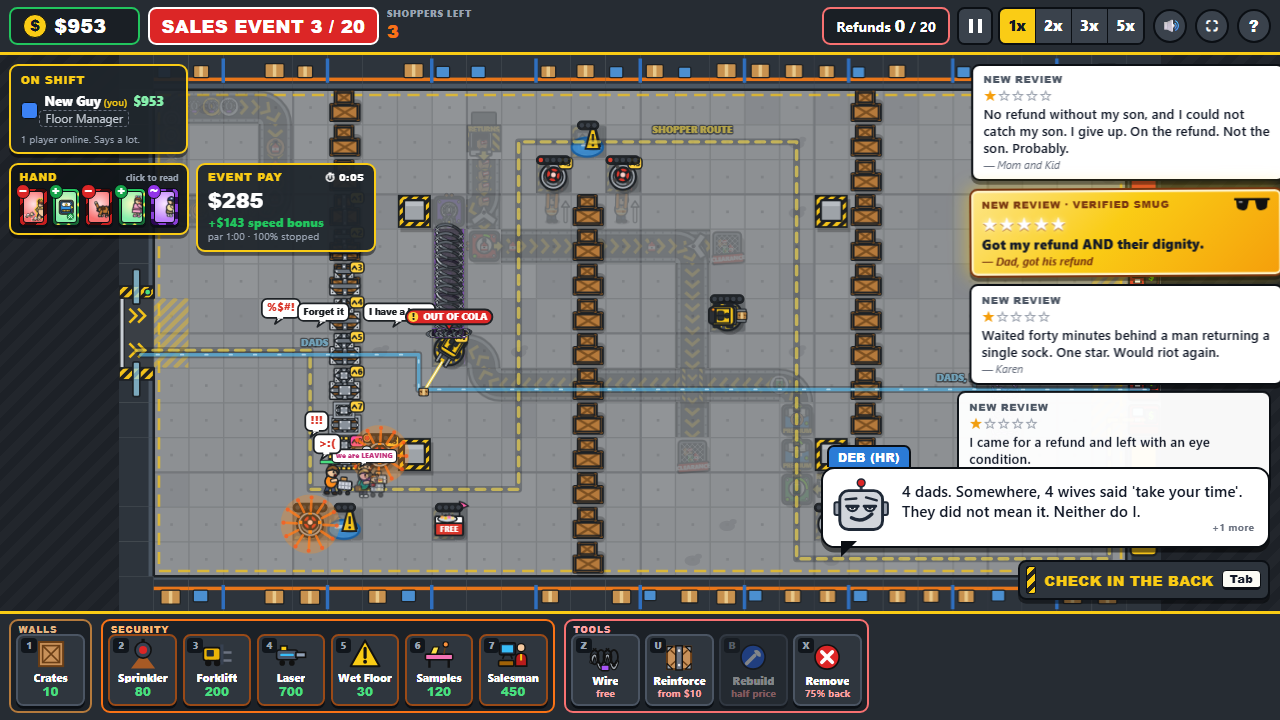 $953
SALES EVENT 3 / 20
SHOPPERS LEFT
3
Refunds 0 / 20
1x
2x
3x
5x
?
ON SHIFT
New Guy (you) $953
Floor Manager
1 player online. Says a lot.
HAND
click to read
EVENT PAY
0:05
$285
+$143 speed bonus
par 1:00 · 100% stopped
SHOPPER ROUTE
A3
A4
A5
A6
A7
%$#!
Forget it
I have a
OUT OF COLA
DADS
DADS,
!!!
>:(
we are LEAVING
FREE
NEW REVIEW
No refund without my son, and I could not
catch my son. I give up. On the refund. Not the
son. Probably.
— Mom and Kid
NEW REVIEW · VERIFIED SMUG
Got my refund AND their dignity.
— Dad, got his refund
NEW REVIEW
Waited forty minutes behind a man returning a
single sock. One star. Would riot again.
— Karen
NEW REVIEW
I came for a refund and left with an eye
condition.
DEB (HR)
4 dads. Somewhere, 4 wives said 'take your time'.
They did not mean it. Neither do I.
+1 more
CHECK IN THE BACK Tab
WALLS
1
Crates
10
SECURITY
2
Sprinkler
80
3
Forklift
200
4
Laser
700
5
Wet Floor
30
6
Samples
120
7
Salesman
450
TOOLS
Z
Wire
free
U
Reinforce
from $10
B
Rebuild
half price
X
Remove
75% back